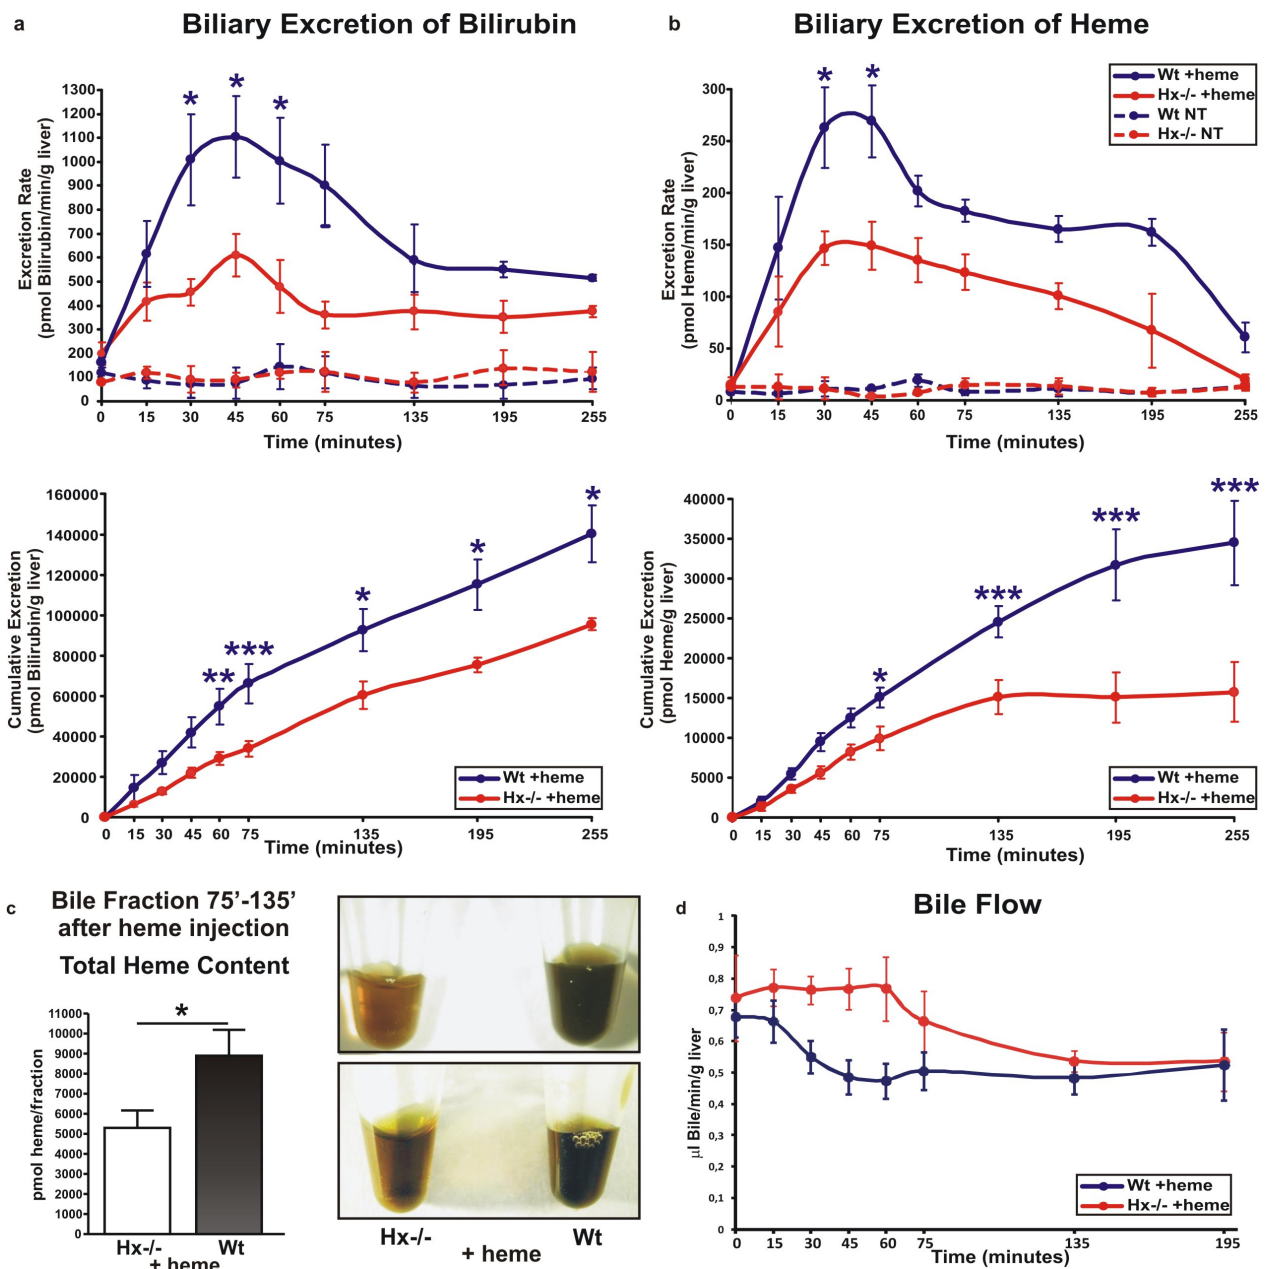 a
Biliary Excretion of Bilirubin
Excretion Rate
(pmol Bilirubin/min/g liver)
1300
1200
1100
1000
900
800
700
600
500
400
300
200
100
0
* * *
0 15 30 45 60 75 135 195 255
Time (minutes)
b
Biliary Excretion of Heme
Excretion Rate
(pmol Heme/min/g liver)
300
250
200
150
100
50
0
* *
Wt +heme
Hx-/- +heme
Wt NT
Hx-/- NT
0 15 30 45 60 75 135 195 255
Time (minutes)
Cumulative Excretion
(pmol Bilirubin/g liver)
160000
140000
120000
100000
80000
60000
40000
20000
0
** *** * * *
Wt +heme
Hx-/- +heme
0 15 30 45 60 75 135 195 255
Time (minutes)
Cumulative Excretion
(pmol Heme/g liver)
40000
35000
30000
25000
20000
15000
10000
5000
0
* *** *** ***
Wt +heme
Hx-/- +heme
0 15 30 45 60 75 135 195 255
Time (minutes)
c
Bile Fraction 75’-135’
after heme injection
Total Heme Content
pmol heme/fraction
11000
10000
9000
8000
7000
6000
5000
4000
3000
2000
1000
0
*
Hx-/- Wt
+ heme
Hx-/- Wt
+ heme
d
Bile Flow
µl Bile/min/g liver
1
0,9
0,8
0,7
0,6
0,5
0,4
0,3
0,2
0,1
0
Wt +heme
Hx-/- +heme
0 15 30 45 60 75 135 195
Time (minutes)